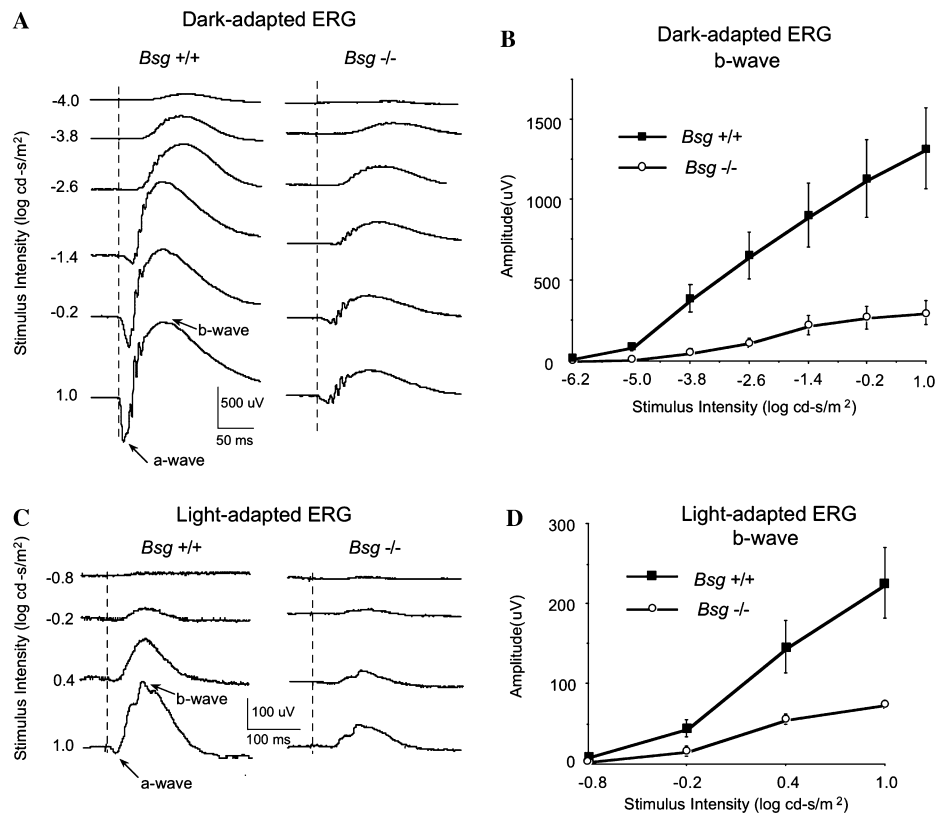 A
Dark-adapted ERG
Bsg +/+
Bsg -/-
Stimulus Intensity (log cd-s/m²)
-4.0
-3.8
-2.6
-1.4
-0.2
1.0
b-wave
a-wave
500 uV
50 ms
B
Dark-adapted ERG
b-wave
Bsg +/+
Bsg -/-
Amplitude(uV)
1500
1000
500
0
-6.2 -5.0 -3.8 -2.6 -1.4 -0.2 1.0
Stimulus Intensity (log cd-s/m²)
C
Light-adapted ERG
Bsg +/+
Bsg -/-
Stimulus Intensity (log cd-s/m²)
-0.8
-0.2
0.4
1.0
b-wave
a-wave
100 uV
100 ms
D
Light-adapted ERG
b-wave
Bsg +/+
Bsg -/-
Amplitude(uV)
300
200
100
0
-0.8 -0.2 0.4 1.0
Stimulus Intensity (log cd-s/m²)